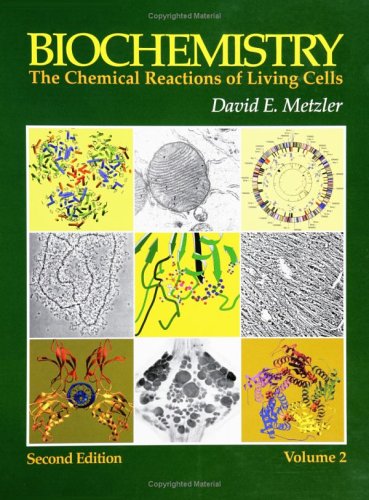 BIOCHEMISTRY
The Chemical Reactions of Living Cells
David E. Metzler
Second Edition
Volume 2
Copyrighted Material
Copyrighted Material